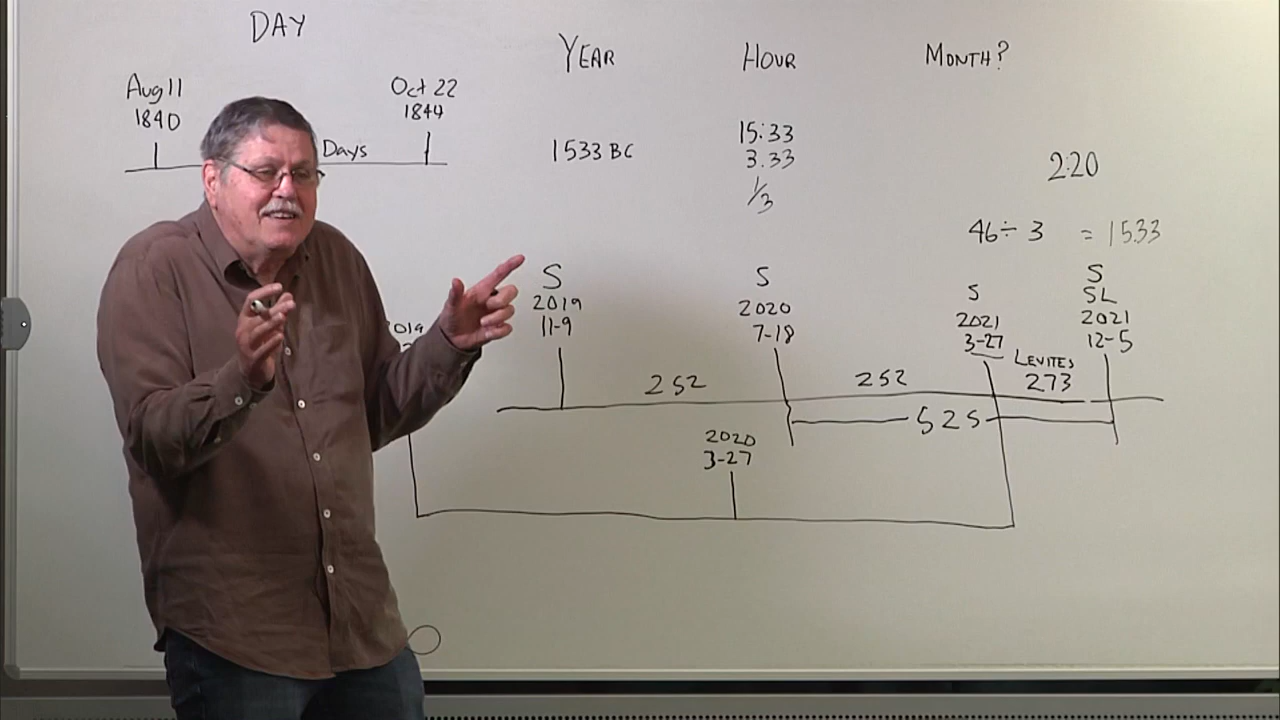 DAY
YEAR
HOUR
MONTH?
Aug 11
1840
Oct 22
1844
Days
1533 BC
15:33
3.33
1/3
2:20
46÷ 3 = 1533
S
2019
11-9
S
2020
7-18
S
2021
3-27
S
SL
2021
12-5
252
252
LEVITES
273
525
2020
3-27